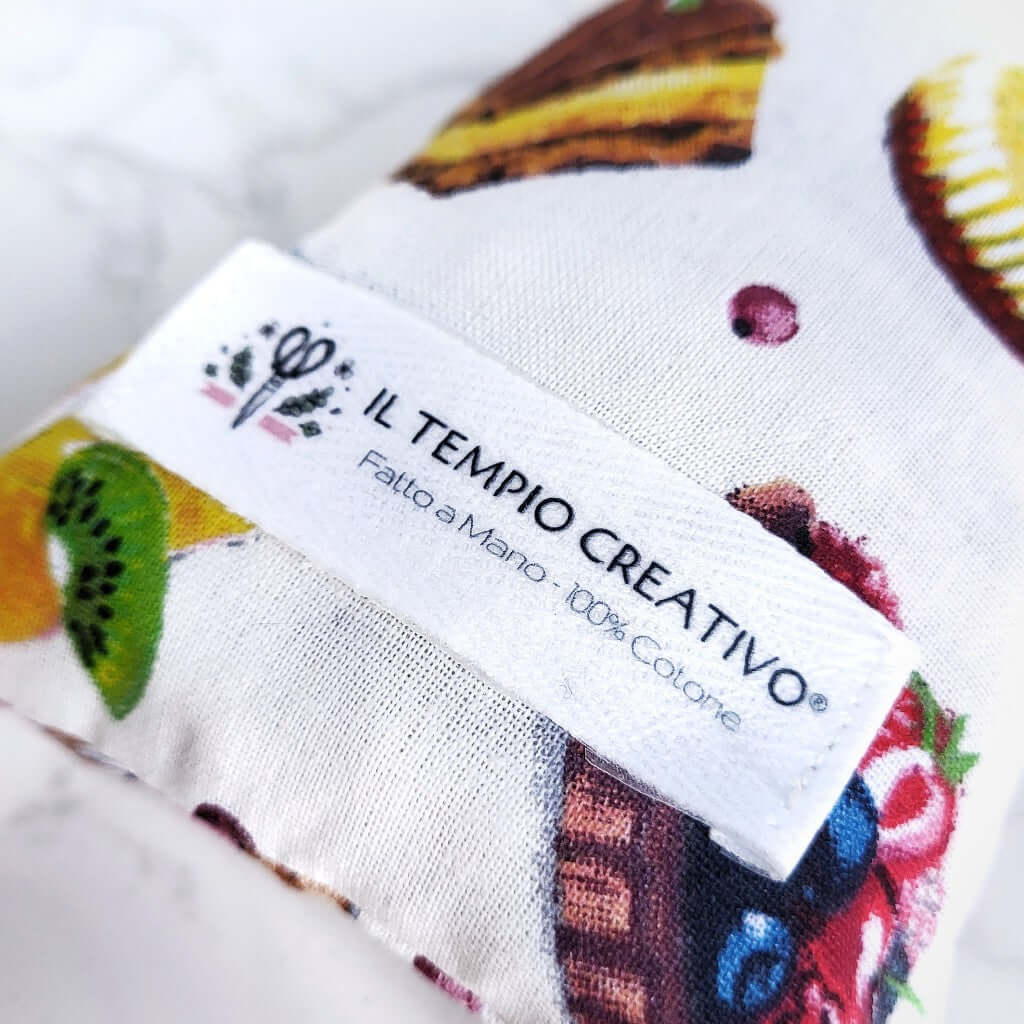 IL TEMPIO CREATIVO®
Fatto a Mano - 100% Cotone